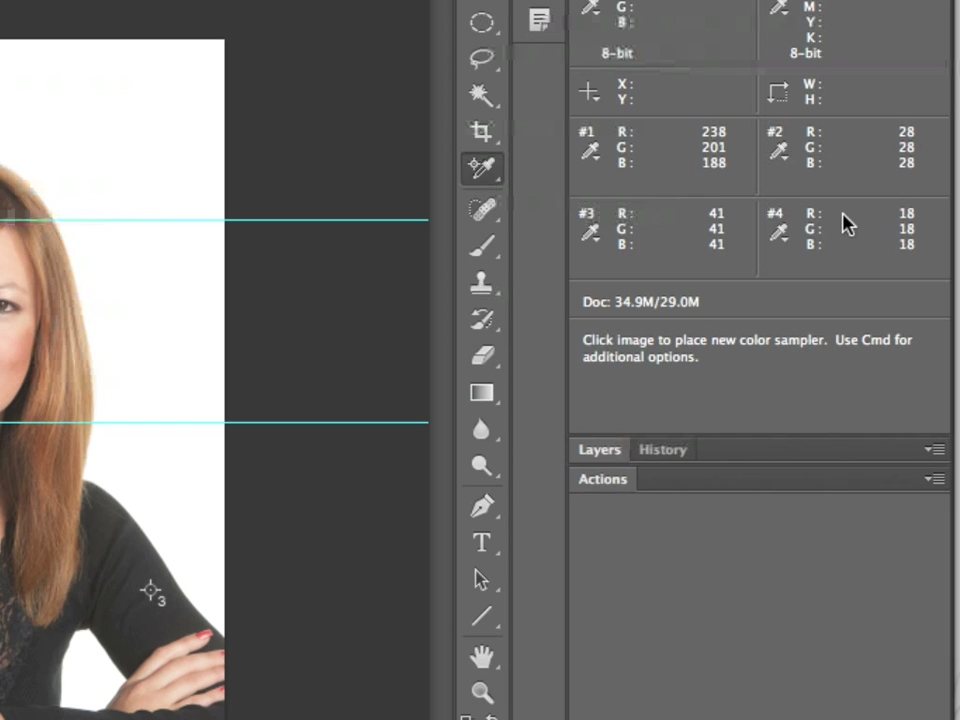 G:
B:
8-bit
M:
Y:
K:
8-bit
X:
Y:
W:
H:
#1 R: 238
G: 201
B: 188
#2 R: 28
G: 28
B: 28
#3 R: 41
G: 41
B: 41
#4 R: 18
G: 18
B: 18
Doc: 34.9M/29.0M
Click image to place new color sampler. Use Cmd for
additional options.
Layers History
Actions
T
3